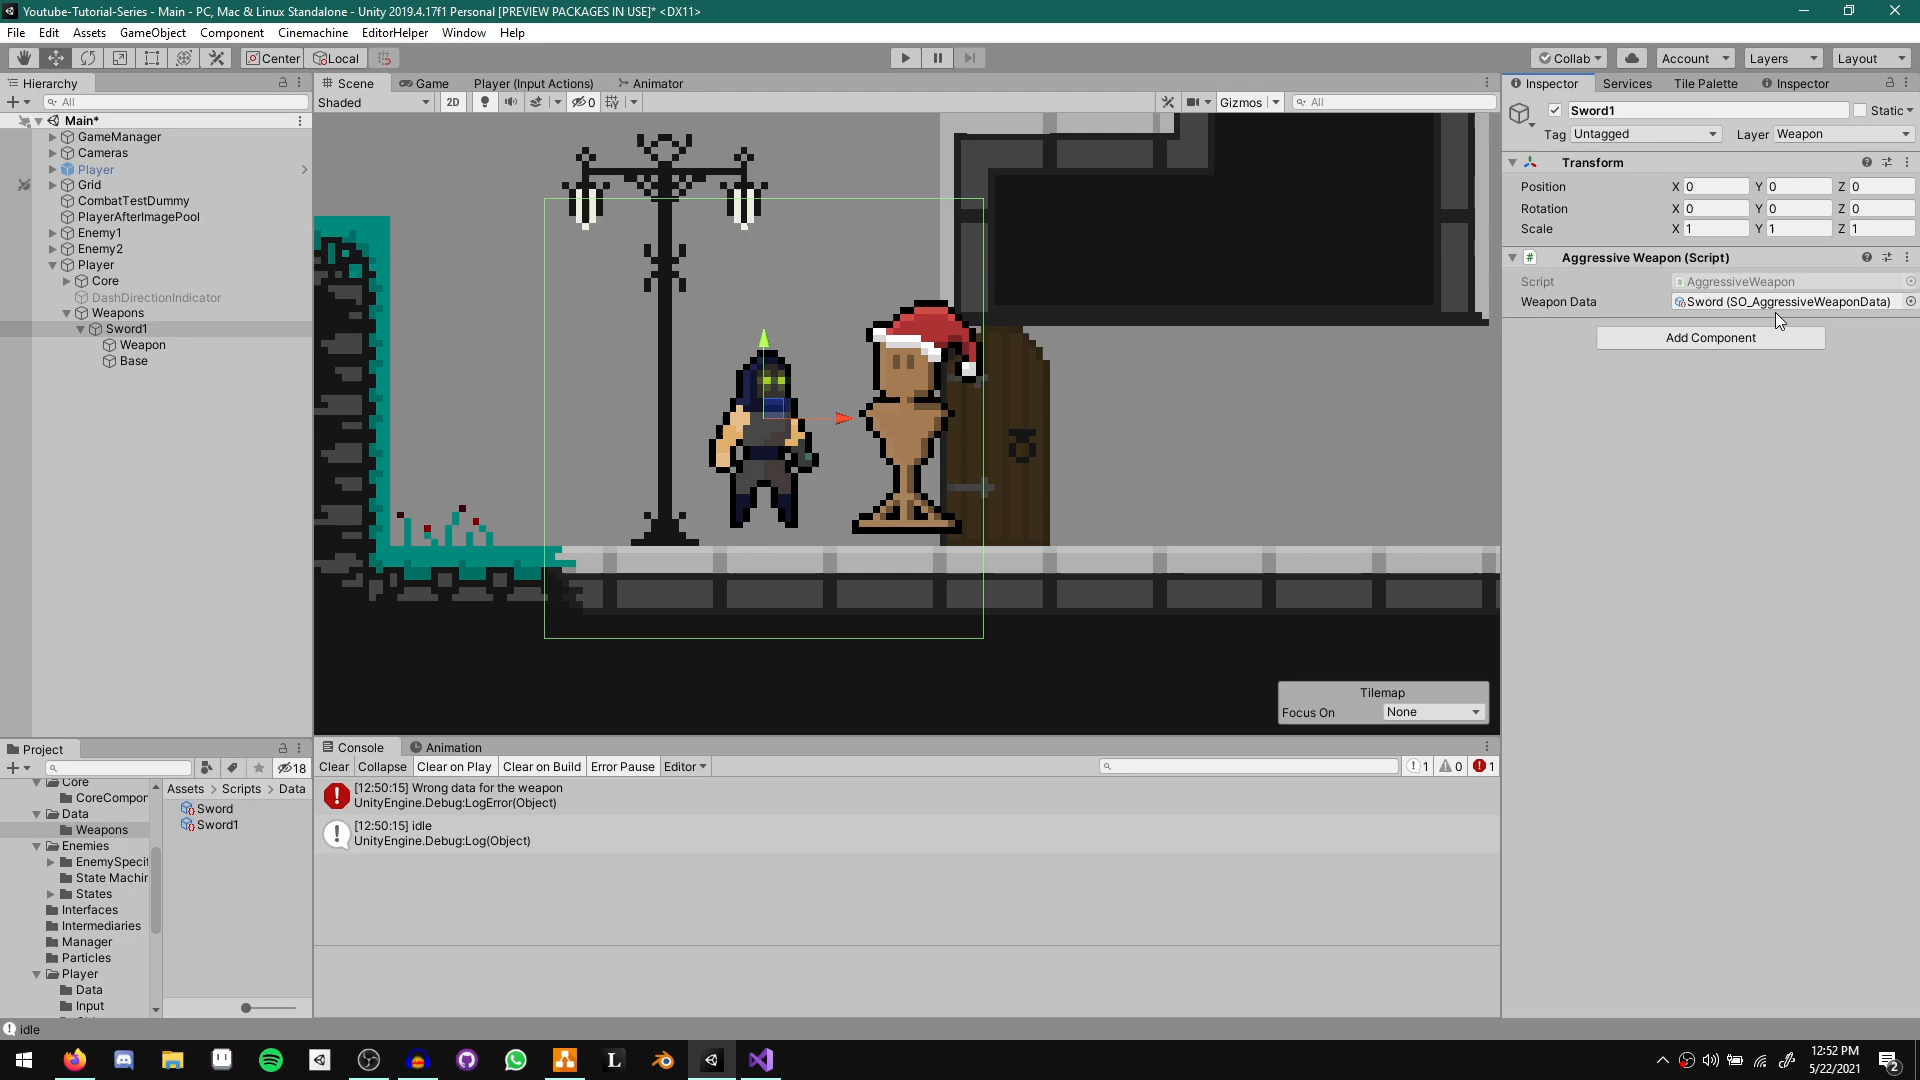 Youtube-Tutorial-Series - Main - PC, Mac & Linux Standalone - Unity 2019.4.17f1 Personal [PREVIEW PACKAGES IN USE]* <DX11>
File Edit Assets GameObject Component Cinemachine EditorHelper Window Help
Center Local Collab Account Layers Layout
Hierarchy
All
Main*
GameManager
Cameras
Player
Grid
CombatTestDummy
PlayerAfterImagePool
Enemy1
Enemy2
Player
Core
DashDirectionIndicator
Weapons
Sword1
Weapon
Base
Scene Game Player (Input Actions) Animator
Shaded 2D 0 Gizmos All
Tilemap
Focus On None
Inspector Services Tile Palette Inspector
Sword1 Static
Tag Untagged Layer Weapon
Transform
Position X 0 Y 0 Z 0
Rotation X 0 Y 0 Z 0
Scale X 1 Y 1 Z 1
Aggressive Weapon (Script)
Script AggressiveWeapon
Weapon Data Sword (SO_AggressiveWeaponData)
Add Component
Project
18
Core
CoreCompor
Data
Weapons
Enemies
EnemySpecif
State Machir
States
Interfaces
Intermediaries
Manager
Particles
Player
Data
Input
Assets > Scripts > Data
Sword
Sword1
Console Animation
Clear Collapse Clear on Play Clear on Build Error Pause Editor 1 0 1
[12:50:15] Wrong data for the weapon
UnityEngine.Debug:LogError(Object)
[12:50:15] idle
UnityEngine.Debug:Log(Object)
idle
L
12:52 PM
5/22/2021
2